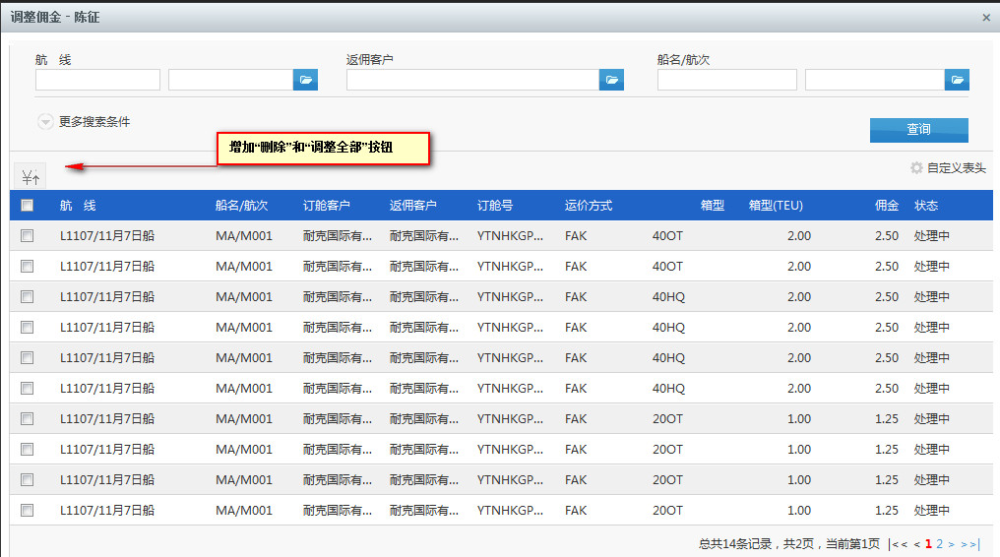 调整佣金 - 陈征 ×
航 线 返佣客户 船名/航次
更多搜索条件
查询
增加“删除”和“调整全部”按钮
自定义表头
¥↑
航 线 船名/航次 订舱客户 返佣客户 订舱号 运价方式 箱型 箱型(TEU) 佣金 状态
L1107/11月7日船 MA/M001 耐克国际有... 耐克国际有... YTNHKGP... FAK 40OT 2.00 2.50 处理中
L1107/11月7日船 MA/M001 耐克国际有... 耐克国际有... YTNHKGP... FAK 40OT 2.00 2.50 处理中
L1107/11月7日船 MA/M001 耐克国际有... 耐克国际有... YTNHKGP... FAK 40HQ 2.00 2.50 处理中
L1107/11月7日船 MA/M001 耐克国际有... 耐克国际有... YTNHKGP... FAK 40HQ 2.00 2.50 处理中
L1107/11月7日船 MA/M001 耐克国际有... 耐克国际有... YTNHKGP... FAK 40HQ 2.00 2.50 处理中
L1107/11月7日船 MA/M001 耐克国际有... 耐克国际有... YTNHKGP... FAK 40HQ 2.00 2.50 处理中
L1107/11月7日船 MA/M001 耐克国际有... 耐克国际有... YTNHKGP... FAK 20OT 1.00 1.25 处理中
L1107/11月7日船 MA/M001 耐克国际有... 耐克国际有... YTNHKGP... FAK 20OT 1.00 1.25 处理中
L1107/11月7日船 MA/M001 耐克国际有... 耐克国际有... YTNHKGP... FAK 20OT 1.00 1.25 处理中
L1107/11月7日船 MA/M001 耐克国际有... 耐克国际有... YTNHKGP... FAK 20OT 1.00 1.25 处理中
总共14条记录，共2页，当前第1页 |<< < 1 2 > >>|